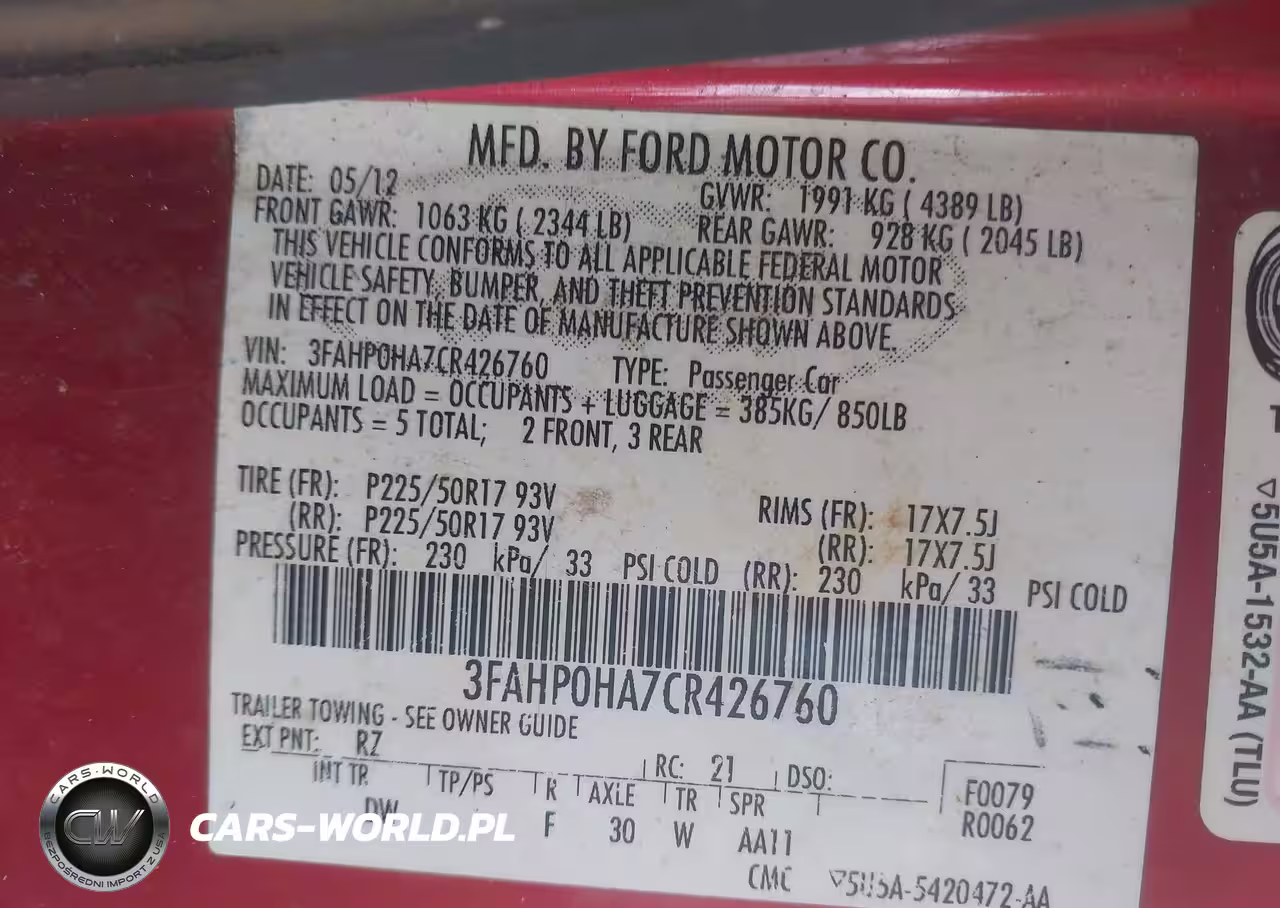 MFD. BY FORD MOTOR CO.
DATE: 05/12 GVWR: 1991 KG ( 4389 LB)
FRONT GAWR: 1063 KG ( 2344 LB) REAR GAWR: 928 KG ( 2045 LB)
THIS VEHICLE CONFORMS TO ALL APPLICABLE FEDERAL MOTOR
VEHICLE SAFETY, BUMPER, AND THEFT PREVENTION STANDARDS
IN EFFECT ON THE DATE OF MANUFACTURE SHOWN ABOVE.
VIN: 3FAHP0HA7CR426760 TYPE: Passenger Car
MAXIMUM LOAD = OCCUPANTS + LUGGAGE = 385KG/ 850LB
OCCUPANTS = 5 TOTAL; 2 FRONT, 3 REAR
TIRE (FR): P225/50R17 93V RIMS (FR): 17X7.5J
(RR): P225/50R17 93V (RR): 17X7.5J
PRESSURE (FR): 230 kPa/ 33 PSI COLD (RR): 230 kPa/ 33 PSI COLD
3FAHP0HA7CR426760
TRAILER TOWING - SEE OWNER GUIDE
EXT PNT: RZ RC: 21 DSO: F0079
INT TR TP/PS R AXLE TR SPR R0062
DW F 30 W AA11
CMC ▽5U5A-5420472-AA
▽5U5A-1532-AA (TLU)
CARS-WORLD
CW
BEZPOŚREDNI IMPORT Z USA
CARS-WORLD.PL